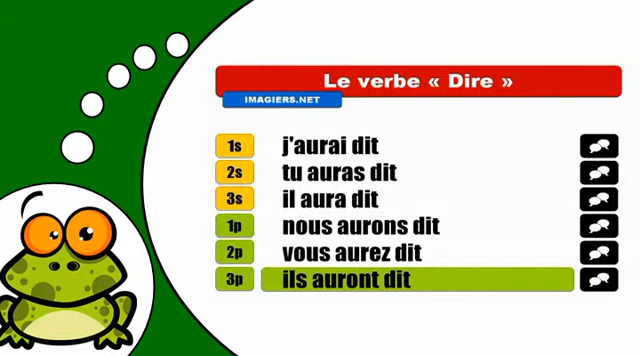 Le verbe « Dire »
IMAGIERS.NET
1s j'aurai dit
2s tu auras dit
3s il aura dit
1p nous aurons dit
2p vous aurez dit
3p ils auront dit